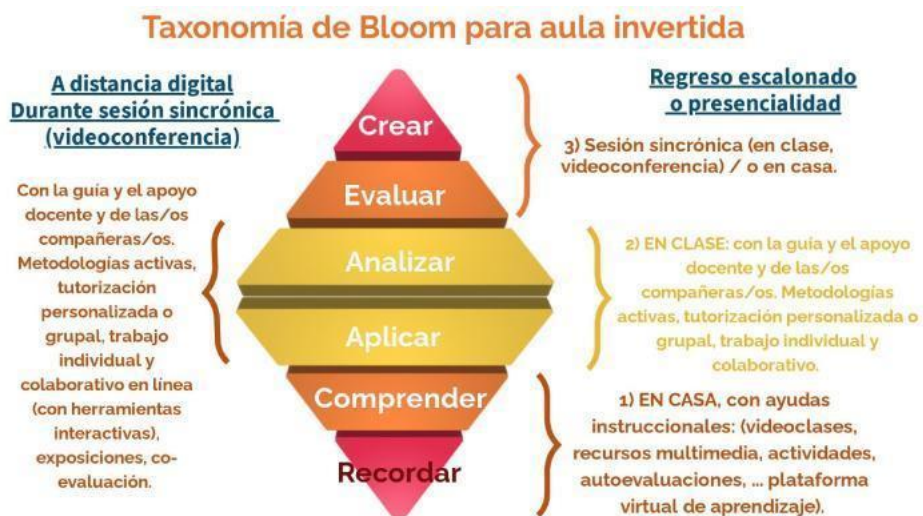 Taxonomía de Bloom para aula invertida
A distancia digital
Durante sesión sincrónica
(videoconferencia)
Con la guía y el apoyo
docente y de las/os
compañeras/os.
Metodologías activas,
tutorización
personalizada o
grupal, trabajo
individual y
colaborativo en línea
(con herramientas
interactivas),
exposiciones, co-
evaluación.
Crear
Evaluar
Analizar
Aplicar
Comprender
Recordar
Regreso escalonado
o presencialidad
3) Sesión sincrónica (en clase,
videoconferencia) / o en casa.
2) EN CLASE: con la guía y el apoyo
docente y de las/os
compañeras/os. Metodologías
activas, tutorización personalizada o
grupal, trabajo individual y
colaborativo.
1) EN CASA, con ayudas
instruccionales: (videoclases,
recursos multimedia, actividades,
autoevaluaciones, ... plataforma
virtual de aprendizaje).